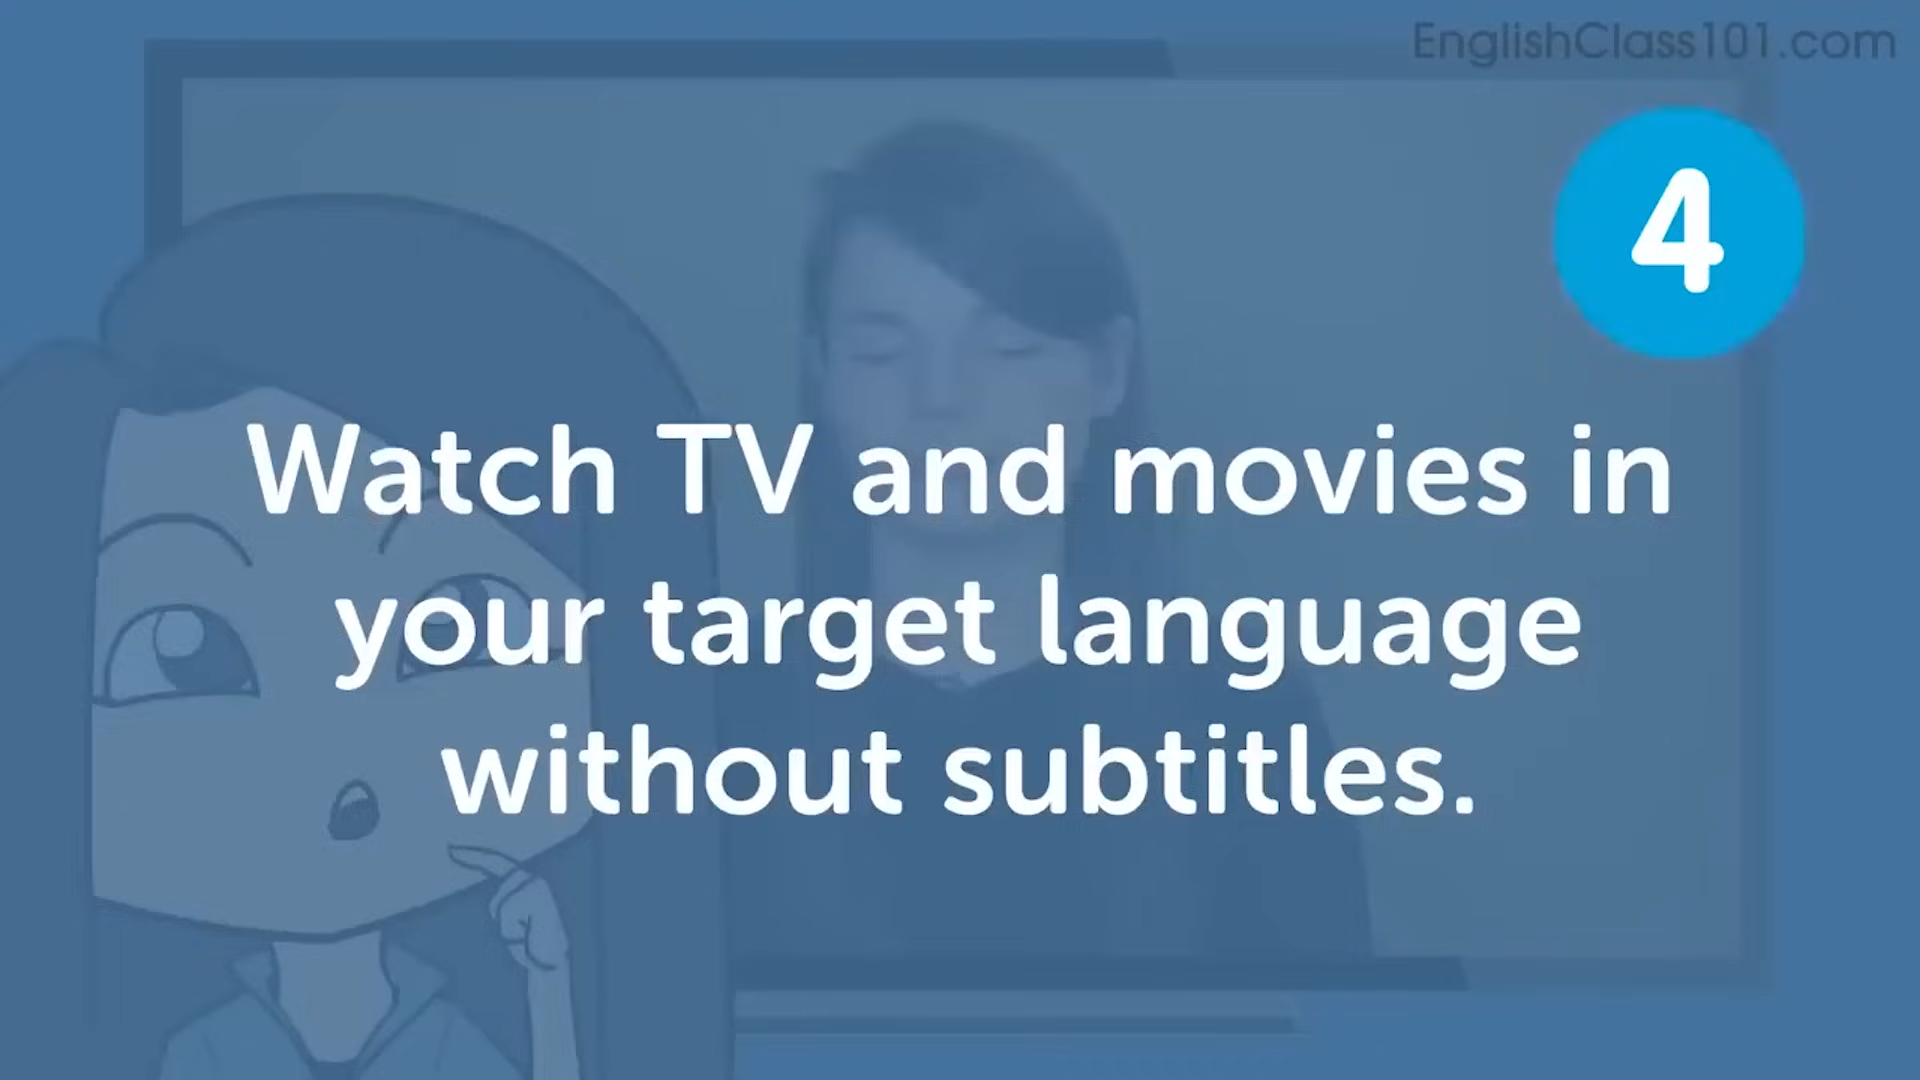 EnglishClass101.com
4
Watch TV and movies in
your target language
without subtitles.